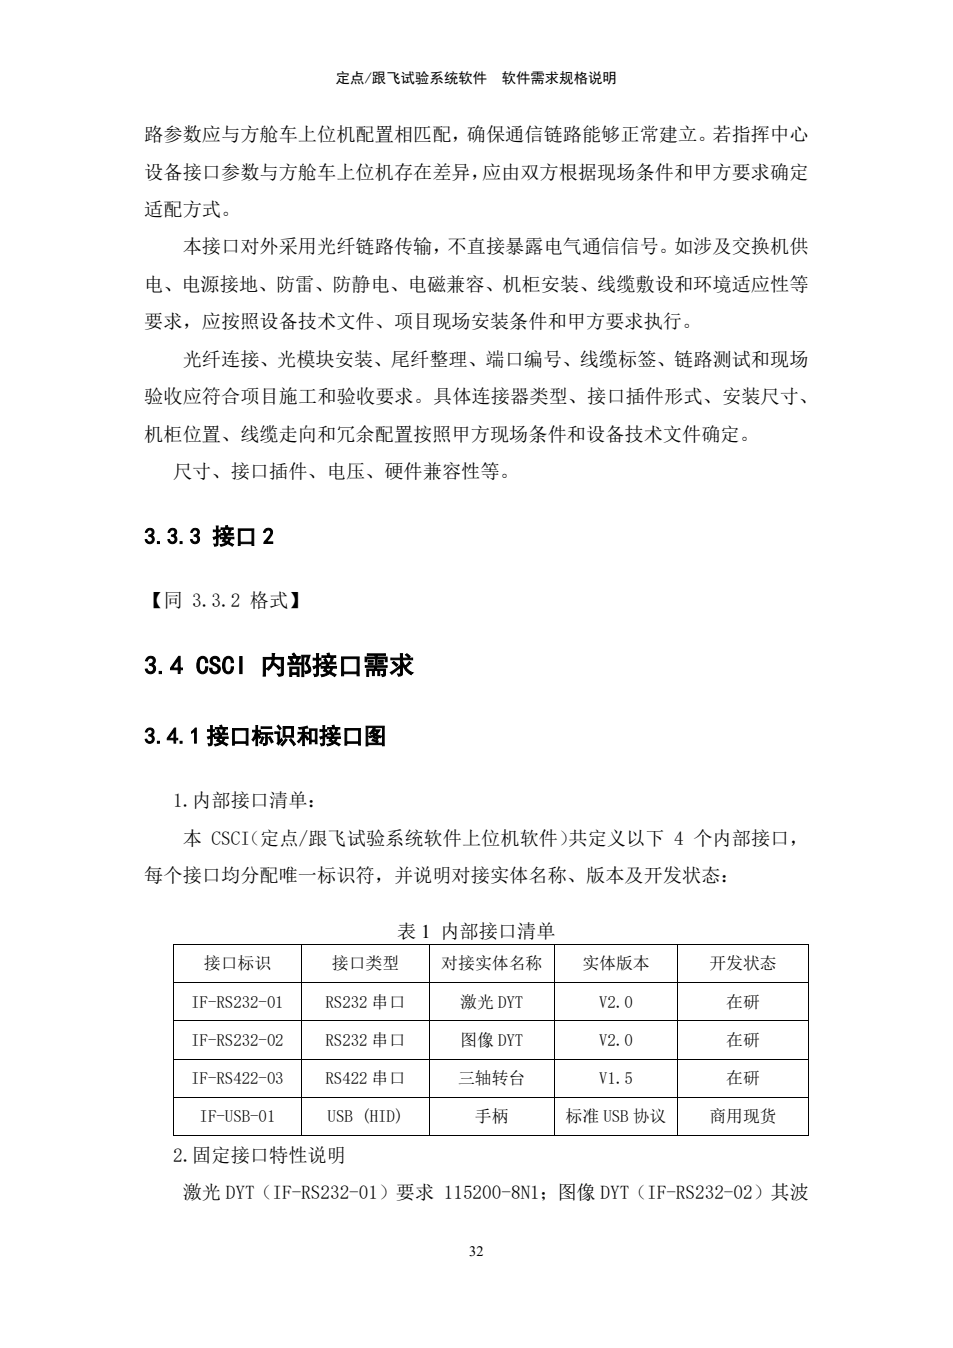 定点/跟飞试验系统软件 软件需求规格说明
路参数应与方舱车上位机配置相匹配，确保通信链路能够正常建立。若指挥中心
设备接口参数与方舱车上位机存在差异，应由双方根据现场条件和甲方要求确定
适配方式。
本接口对外采用光纤链路传输，不直接暴露电气通信信号。如涉及交换机供
电、电源接地、防雷、防静电、电磁兼容、机柜安装、线缆敷设和环境适应性等
要求，应按照设备技术文件、项目现场安装条件和甲方要求执行。
光纤连接、光模块安装、尾纤整理、端口编号、线缆标签、链路测试和现场
验收应符合项目施工和验收要求。具体连接器类型、接口插件形式、安装尺寸、
机柜位置、线缆走向和冗余配置按照甲方现场条件和设备技术文件确定。
尺寸、接口插件、电压、硬件兼容性等。
3.3.3 接口 2
【同 3.3.2 格式】
3.4 CSCI 内部接口需求
3.4.1 接口标识和接口图
1.内部接口清单：
本 CSCI（定点/跟飞试验系统软件上位机软件）共定义以下 4 个内部接口，
每个接口均分配唯一标识符，并说明对接实体名称、版本及开发状态：
表 1 内部接口清单
接口标识 接口类型 对接实体名称 实体版本 开发状态
IF-RS232-01 RS232 串口 激光 DYT V2.0 在研
IF-RS232-02 RS232 串口 图像 DYT V2.0 在研
IF-RS422-03 RS422 串口 三轴转台 V1.5 在研
IF-USB-01 USB (HID) 手柄 标准 USB 协议 商用现货
2.固定接口特性说明
激光 DYT（IF-RS232-01）要求 115200-8N1；图像 DYT（IF-RS232-02）其波
32